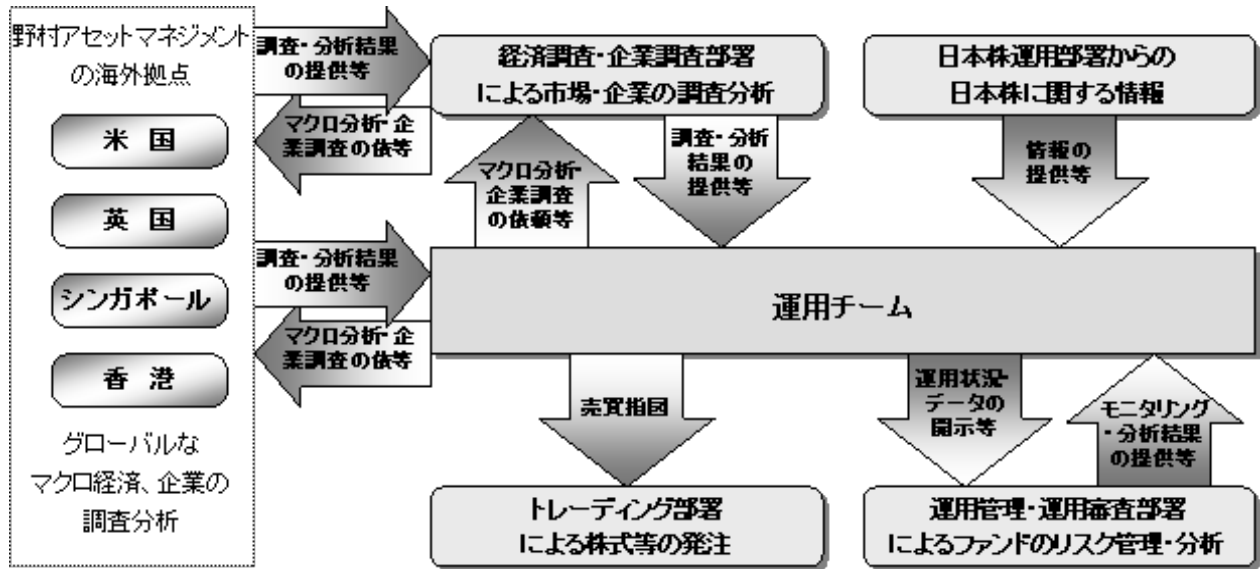 野村アセットマネジメント
の海外拠点
米 国
英 国
シンガポール
香 港
グローバルな
マクロ経済、企業の
調査分析
調査・分析結果
の提供等
マクロ分析・企
業調査の依等
調査・分析結果
の提供等
マクロ分析・企
業調査の依等
経済調査・企業調査部署
による市場・企業の調査分析
日本株運用部署からの
日本株に関する情報
マクロ分析・
企業調査
の依頼等
調査・分析
結果の
提供等
情報の
提供等
運用チーム
売買指図
運用状況・
データの
開示等
モニタリング
・分析結果
の提供等
トレーディング部署
による株式等の発注
運用管理・運用審査部署
によるファンドのリスク管理・分析